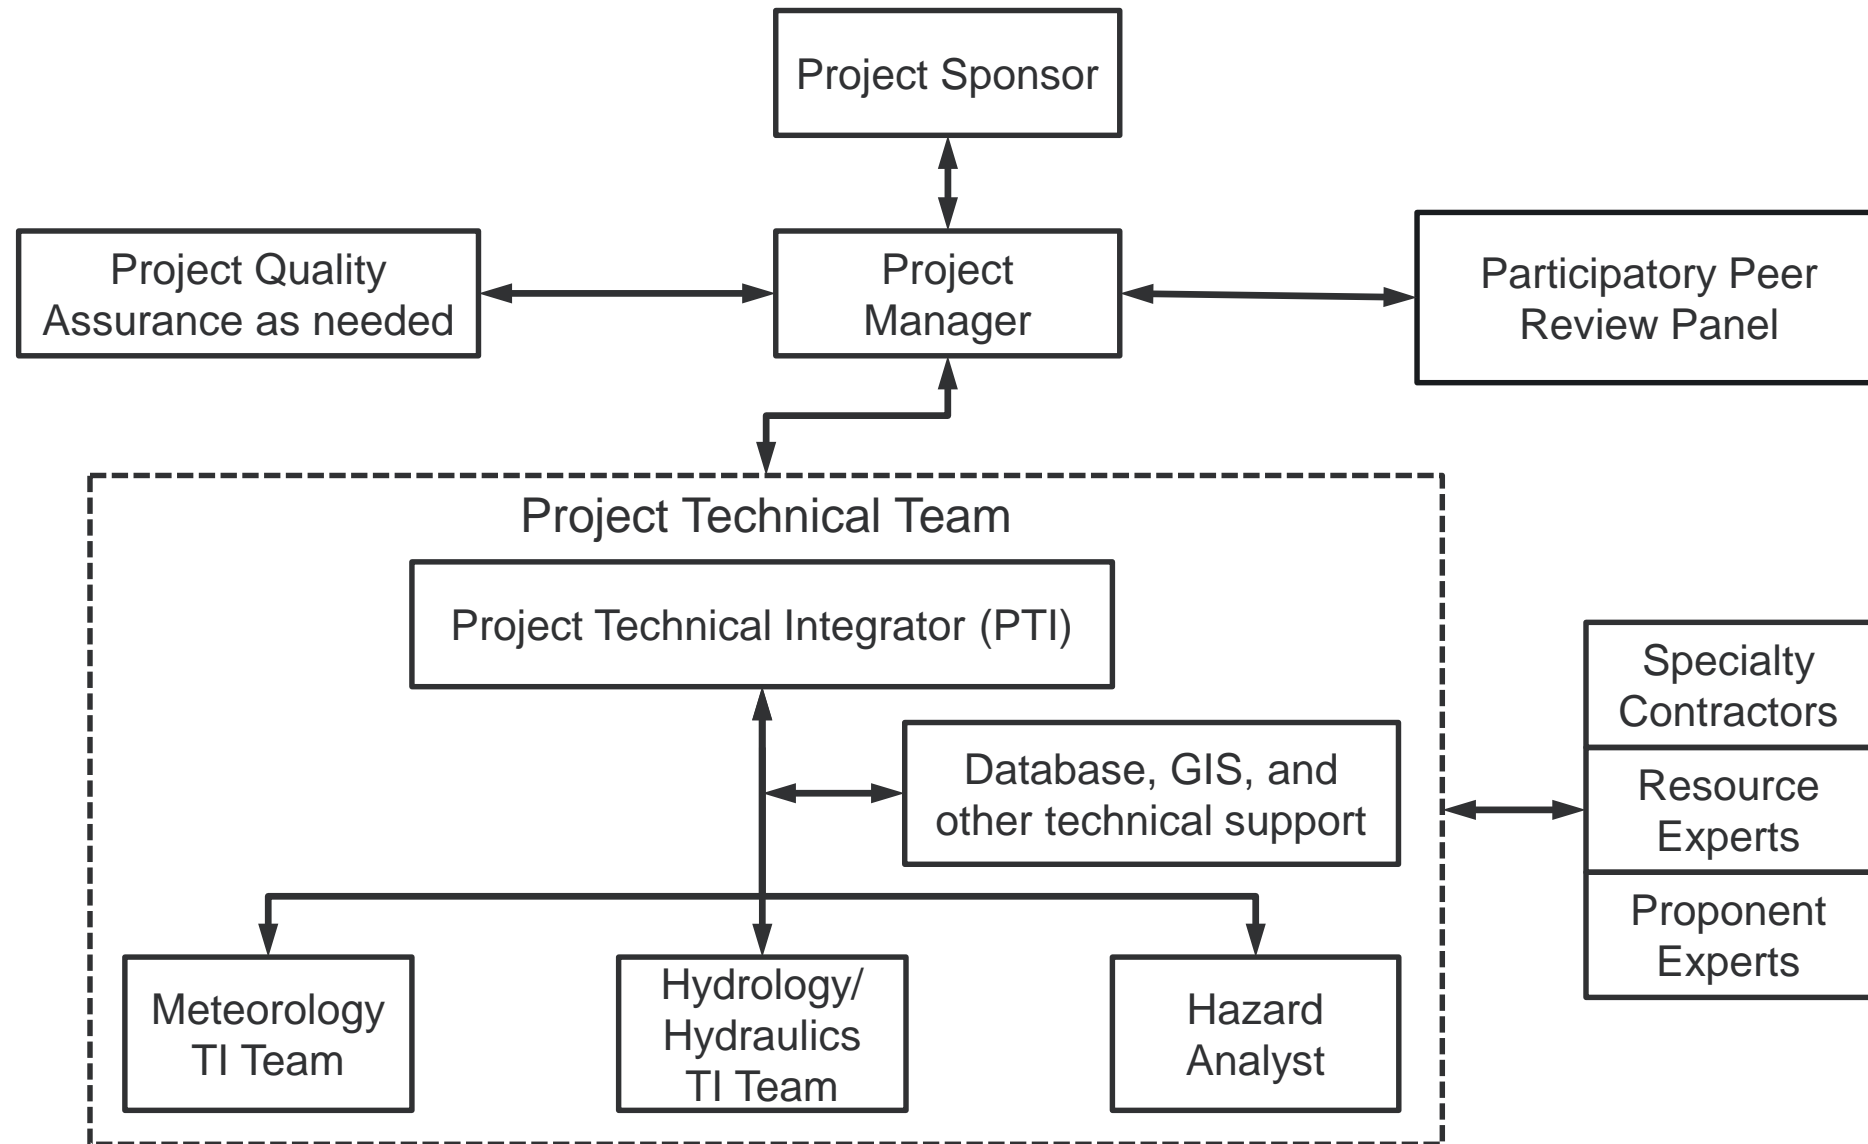 Project Sponsor
Project Quality
Assurance as needed
Project
Manager
Participatory Peer
Review Panel
Project Technical Team
Project Technical Integrator (PTI)
Database, GIS, and
other technical support
Specialty
Contractors
Resource
Experts
Proponent
Experts
Meteorology
TI Team
Hydrology/
Hydraulics
TI Team
Hazard
Analyst